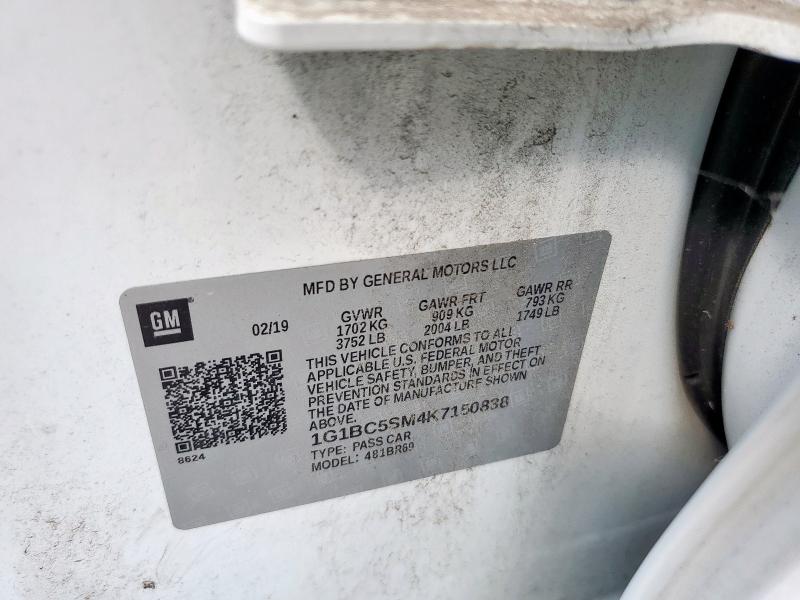 MFD BY GENERAL MOTORS LLC
GM
02/19
GVWR
1702 KG
3752 LB
GAWR FRT
909 KG
2004 LB
GAWR RR
793 KG
1749 LB
THIS VEHICLE CONFORMS TO ALL
APPLICABLE U.S. FEDERAL MOTOR
VEHICLE SAFETY, BUMPER, AND THEFT
PREVENTION STANDARDS IN EFFECT ON
THE DATE OF MANUFACTURE SHOWN
ABOVE.
1G1BC5SM4K7150838
TYPE: PASS CAR
MODEL: 481BR69
8624